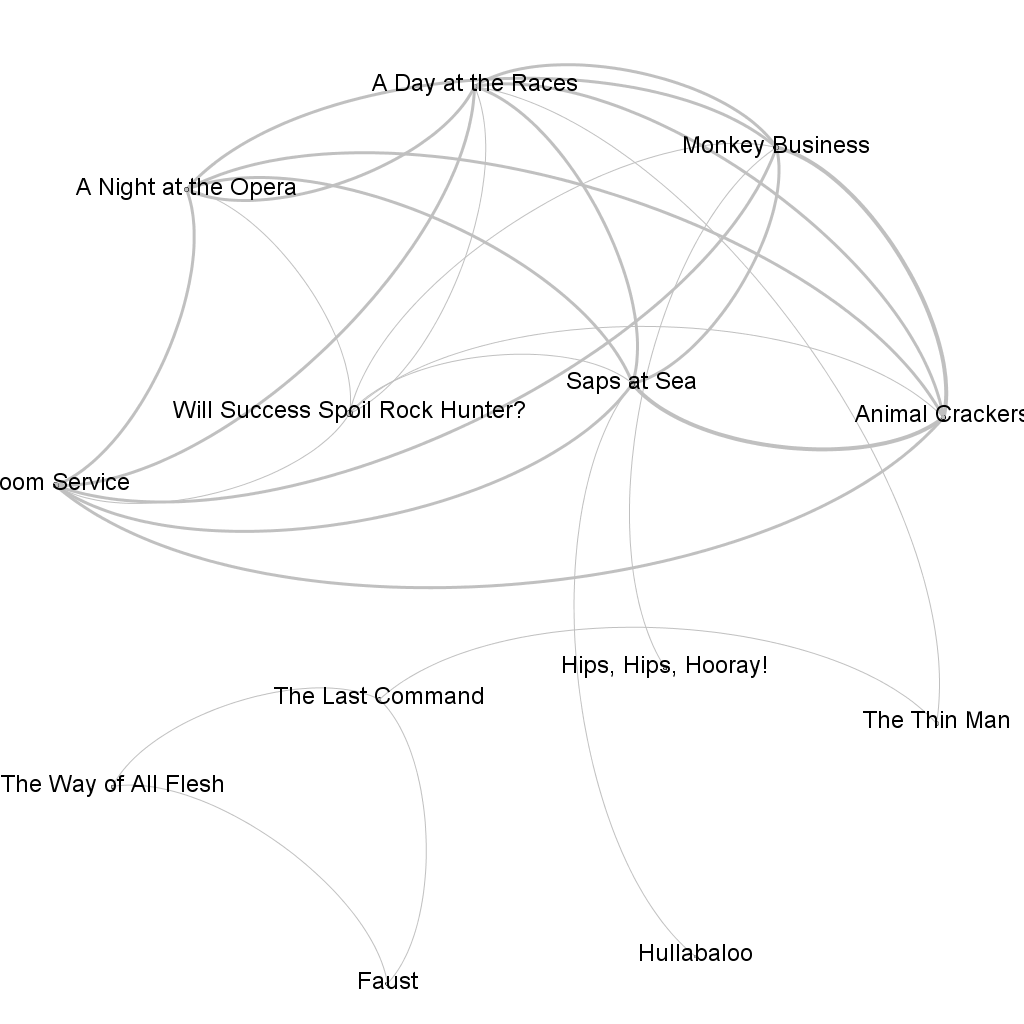 A Day at the Races
Monkey Business
A Night at the Opera
Saps at Sea
Will Success Spoil Rock Hunter?
Animal Crackers
oom Service
Hips, Hips, Hooray!
The Last Command
The Thin Man
The Way of All Flesh
Hullabaloo
Faust